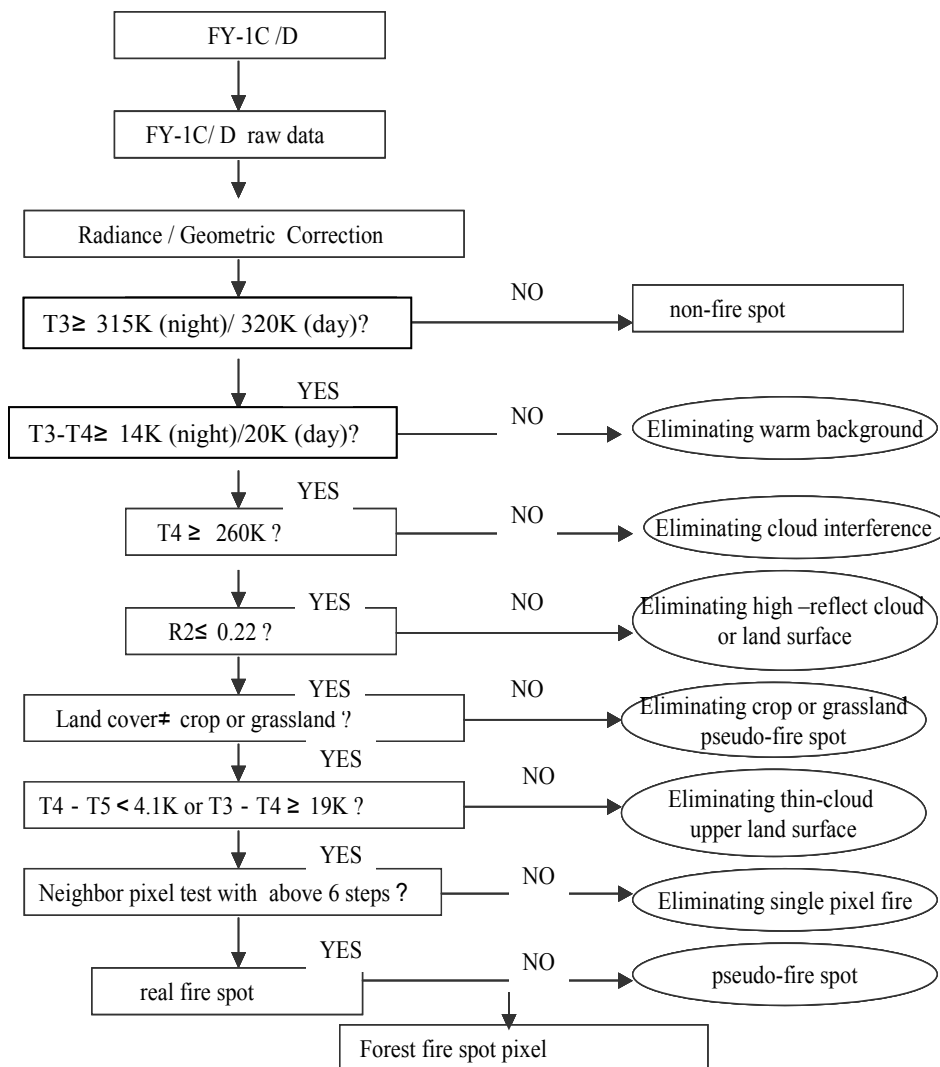 FY-1C /D
FY-1C/ D raw data
Radiance / Geometric Correction
NO
T3≥ 315K (night)/ 320K (day)?
non-fire spot
YES
NO
T3-T4≥ 14K (night)/20K (day)?
Eliminating warm background
YES
NO
T4 ≥ 260K ?
Eliminating cloud interference
YES
NO
R2≤ 0.22 ?
Eliminating high –reflect cloud
or land surface
YES
NO
Land cover≠ crop or grassland ?
Eliminating crop or grassland
pseudo-fire spot
YES
NO
T4 - T5 < 4.1K or T3 - T4 ≥ 19K ?
Eliminating thin-cloud
upper land surface
YES
NO
Neighbor pixel test with above 6 steps ?
Eliminating single pixel fire
YES
NO
real fire spot
pseudo-fire spot
Forest fire spot pixel